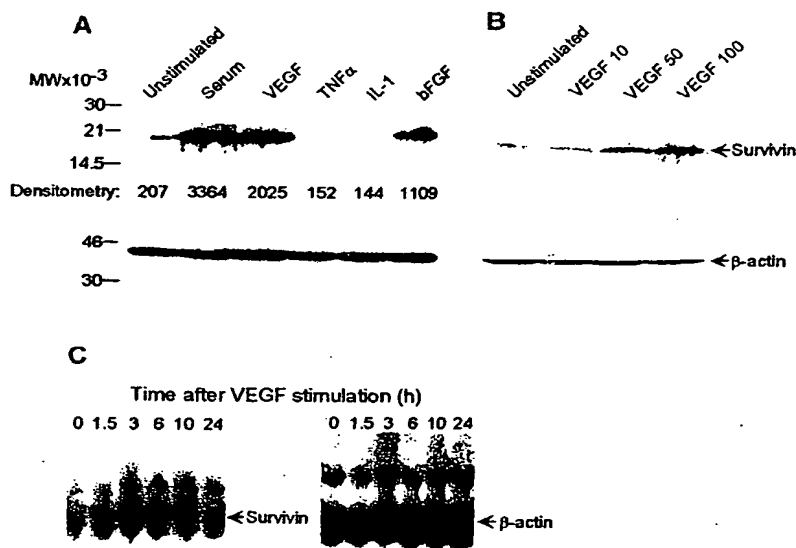 A
MWx10-3
Unstimulated Serum VEGF TNFα IL-1 bFGF
30
21
14.5
Densitometry: 207 3364 2025 152 144 1109
46
30
B
Unstimulated VEGF 10 VEGF 50 VEGF 100
Survivin
β-actin
C
Time after VEGF stimulation (h)
0 1.5 3 6 10 24
0 1.5 3 6 10 24
Survivin
β-actin